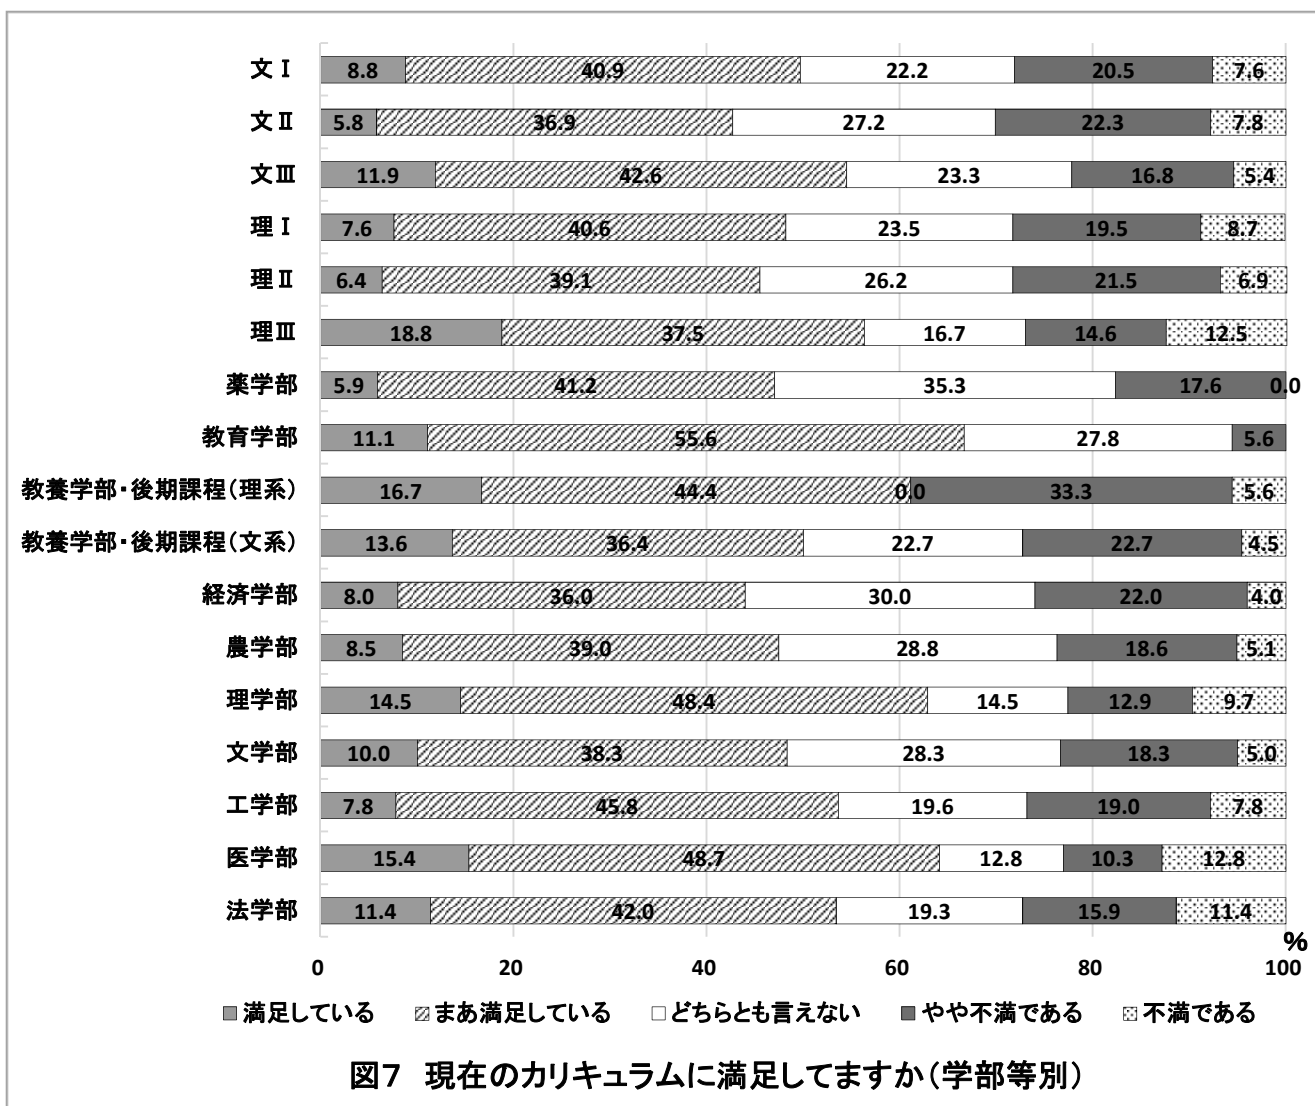 文Ⅰ 8.8 40.9 22.2 20.5 7.6
文Ⅱ 5.8 36.9 27.2 22.3 7.8
文Ⅲ 11.9 42.6 23.3 16.8 5.4
理Ⅰ 7.6 40.6 23.5 19.5 8.7
理Ⅱ 6.4 39.1 26.2 21.5 6.9
理Ⅲ 18.8 37.5 16.7 14.6 12.5
薬学部 5.9 41.2 35.3 17.6 0.0
教育学部 11.1 55.6 27.8 5.6
教養学部・後期課程（理系） 16.7 44.4 0.0 33.3 5.6
教養学部・後期課程（文系） 13.6 36.4 22.7 22.7 4.5
経済学部 8.0 36.0 30.0 22.0 4.0
農学部 8.5 39.0 28.8 18.6 5.1
理学部 14.5 48.4 14.5 12.9 9.7
文学部 10.0 38.3 28.3 18.3 5.0
工学部 7.8 45.8 19.6 19.0 7.8
医学部 15.4 48.7 12.8 10.3 12.8
法学部 11.4 42.0 19.3 15.9 11.4
%
0 20 40 60 80 100
満足している まあ満足している どちらとも言えない やや不満である 不満である
図７ 現在のカリキュラムに満足してますか（学部等別）